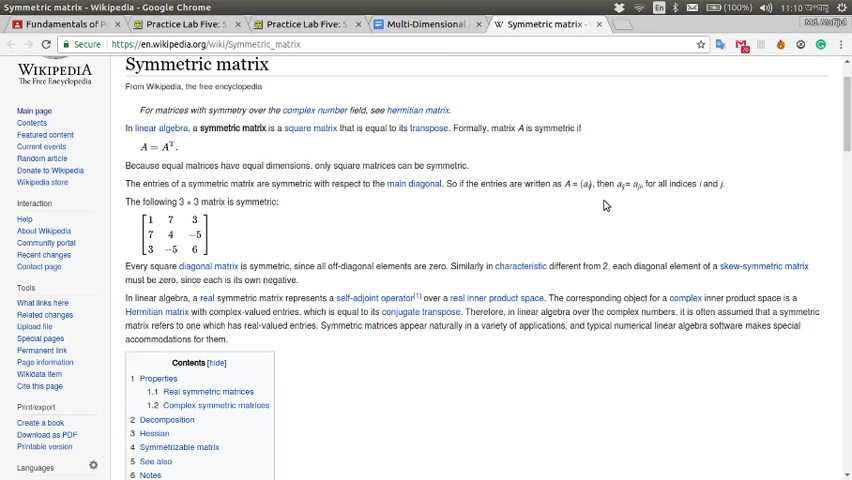 Symmetric matrix - Wikipedia - Google Chrome
En
(100%)
11:10
Fundamentals of P
Practice Lab Five: 5
Practice Lab Five: 5
Multi-Dimensional
Symmetric matrix -
Md. Mofijul
Secure
https://en.wikipedia.org/wiki/Symmetric_matrix
WIKIPEDIA
The Free Encyclopedia
Main page
Contents
Featured content
Current events
Random article
Donate to Wikipedia
Wikipedia store
Interaction
Help
About Wikipedia
Community portal
Recent changes
Contact page
Tools
What links here
Related changes
Upload file
Special pages
Permanent link
Page information
Wikidata item
Cite this page
Print/export
Create a book
Download as PDF
Printable version
Languages
Symmetric matrix
From Wikipedia, the free encyclopedia
For matrices with symmetry over the complex number field, see hermitian matrix.
In linear algebra, a symmetric matrix is a square matrix that is equal to its transpose. Formally, matrix A is symmetric if
A = Aᵀ.
Because equal matrices have equal dimensions, only square matrices can be symmetric.
The entries of a symmetric matrix are symmetric with respect to the main diagonal. So if the entries are written as A = (aij), then aij = aji, for all indices i and j.
The following 3 × 3 matrix is symmetric:
1 7 3
7 4 −5
3 −5 6
Every square diagonal matrix is symmetric, since all off-diagonal elements are zero. Similarly in characteristic different from 2, each diagonal element of a skew-symmetric matrix
must be zero, since each is its own negative.
In linear algebra, a real symmetric matrix represents a self-adjoint operator[1] over a real inner product space. The corresponding object for a complex inner product space is a
Hermitian matrix with complex-valued entries, which is equal to its conjugate transpose. Therefore, in linear algebra over the complex numbers, it is often assumed that a symmetric
matrix refers to one which has real-valued entries. Symmetric matrices appear naturally in a variety of applications, and typical numerical linear algebra software makes special
accommodations for them.
Contents [hide]
1 Properties
1.1 Real symmetric matrices
1.2 Complex symmetric matrices
2 Decomposition
3 Hessian
4 Symmetrizable matrix
5 See also
6 Notes